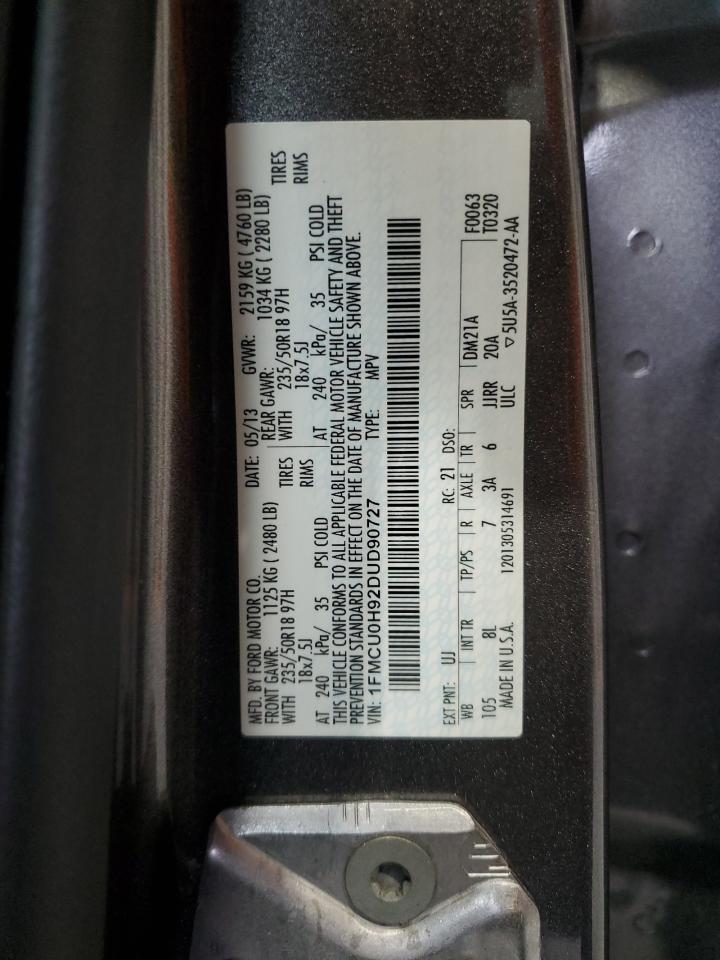 MFD. BY FORD MOTOR CO. DATE: 05/13 GVWR: 2159 KG ( 4760 LB)
FRONT GAWR: 1125 KG ( 2480 LB) REAR GAWR: 1034 KG ( 2280 LB)
WITH 235/50R18 97H TIRES WITH 235/50R18 97H TIRES
18x7.5J RIMS 18x7.5J RIMS
AT 240 kPa/ 35 PSI COLD AT 240 kPa/ 35 PSI COLD
THIS VEHICLE CONFORMS TO ALL APPLICABLE FEDERAL MOTOR VEHICLE SAFETY AND THEFT
PREVENTION STANDARDS IN EFFECT ON THE DATE OF MANUFACTURE SHOWN ABOVE.
VIN: 1FMCU0H92DUD90727 TYPE: MPV
EXT PNT: UJ RC: 21 DSO: F0063
WB INT TR TP/PS R AXLE TR SPR DM21A T0320
105 8L 7 3A 6 JJRR 20A
MADE IN U.S.A. 1201305314691 ULC ▽5U5A-3520472-AA